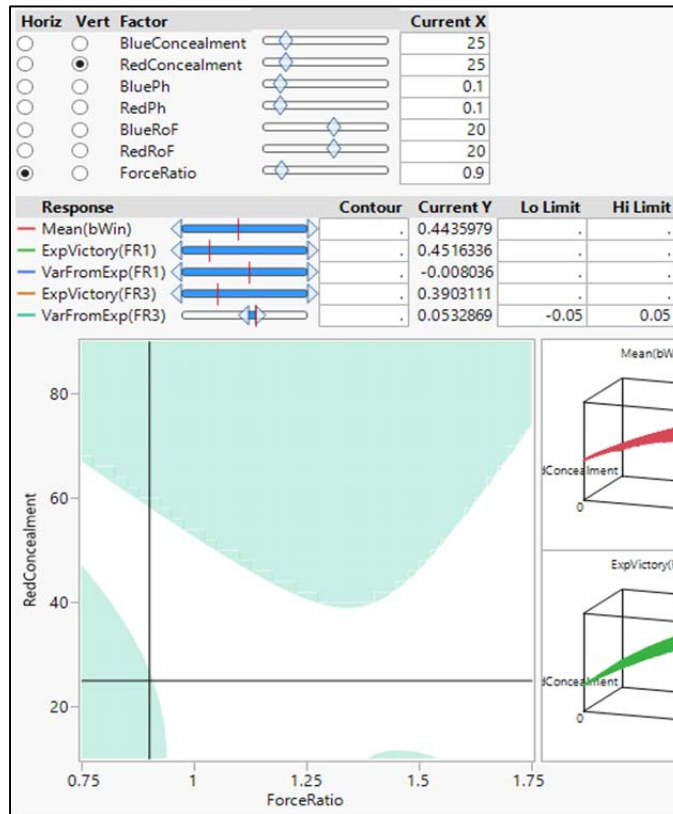 Horiz Vert Factor Current X
BlueConcealment 25
RedConcealment 25
BluePh 0.1
RedPh 0.1
BlueRoF 20
RedRoF 20
ForceRatio 0.9
Response Contour Current Y Lo Limit Hi Limit
Mean(bWin) . 0.4435979 . .
ExpVictory(FR1) . 0.4516336 . .
VarFromExp(FR1) . -0.008036 . .
ExpVictory(FR3) . 0.3903111 . .
VarFromExp(FR3) . 0.0532869 -0.05 0.05
Mean(bW
80
60
dConcealment
0
RedConcealment
40
ExpVictory(
20
dConcealment
0
0.75 1 1.25 1.5 1.75
ForceRatio